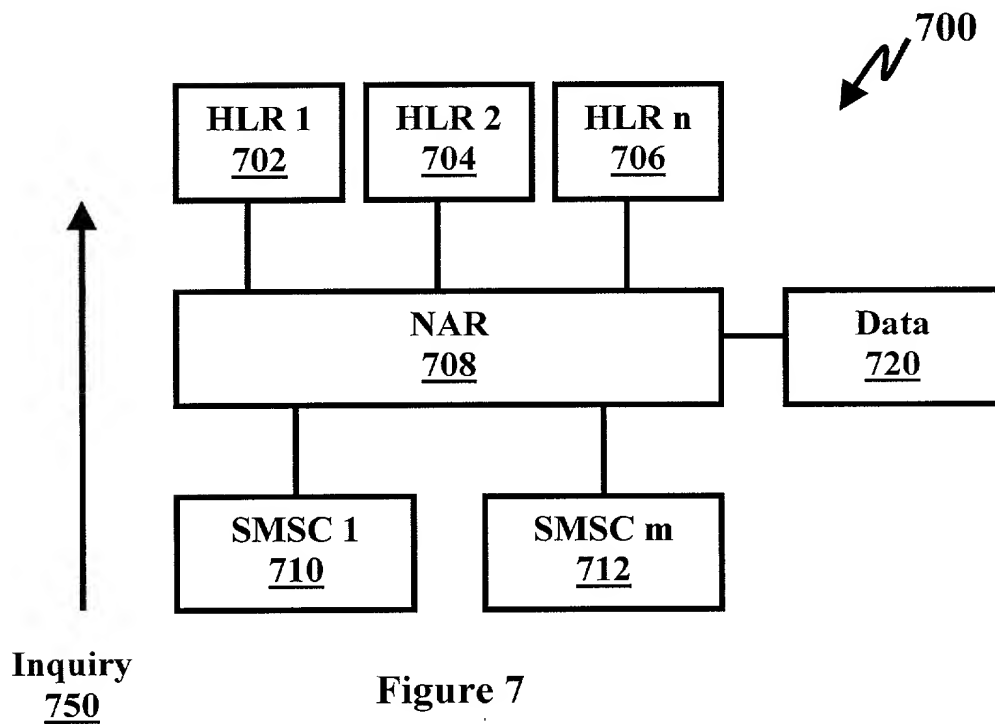 700
HLR 1
702
HLR 2
704
HLR n
706
NAR
708
Data
720
SMSC 1
710
SMSC m
712
Inquiry
750
Figure 7